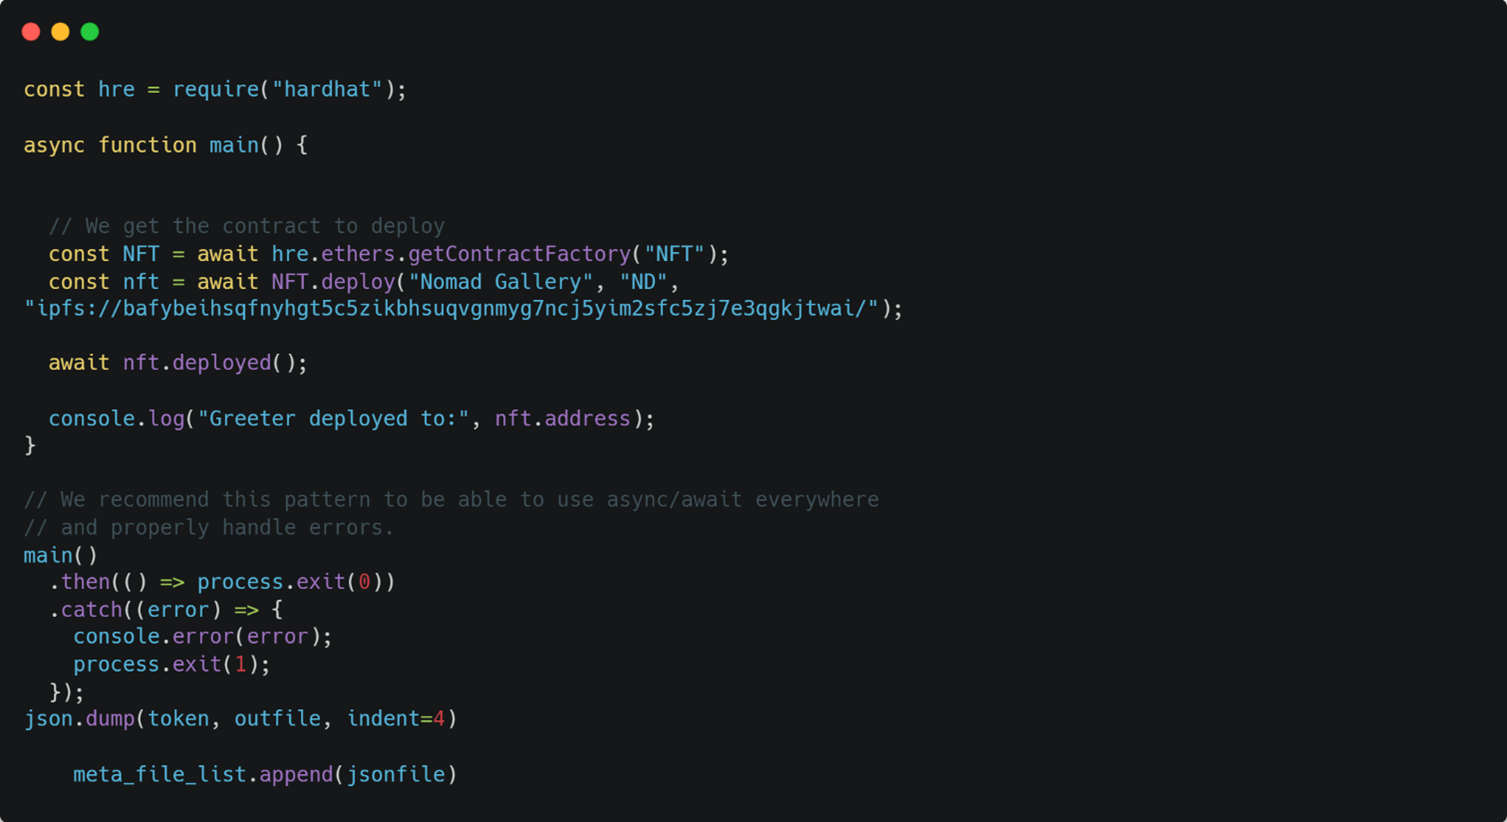 const hre = require("hardhat");
async function main() {
// We get the contract to deploy
const NFT = await hre.ethers.getContractFactory("NFT");
const nft = await NFT.deploy("Nomad Gallery", "ND",
"ipfs://bafybeihsqfnyhgt5c5zikbhsuqvgnmyg7ncj5yim2sfc5zj7e3qgkjtwai/");
await nft.deployed();
console.log("Greeter deployed to:", nft.address);
}
// We recommend this pattern to be able to use async/await everywhere
// and properly handle errors.
main()
.then(() => process.exit(0))
.catch((error) => {
console.error(error);
process.exit(1);
});
json.dump(token, outfile, indent=4)
meta_file_list.append(jsonfile)